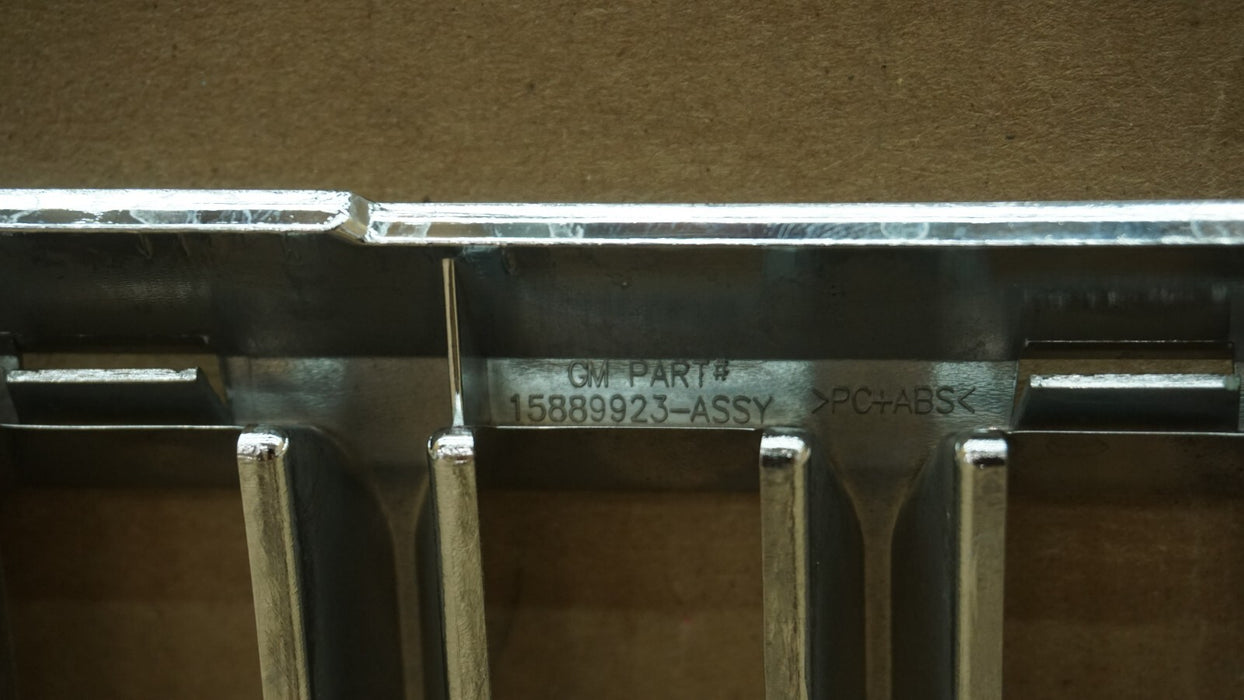 GM PART#
15889923-ASSY
>PC+ABS<